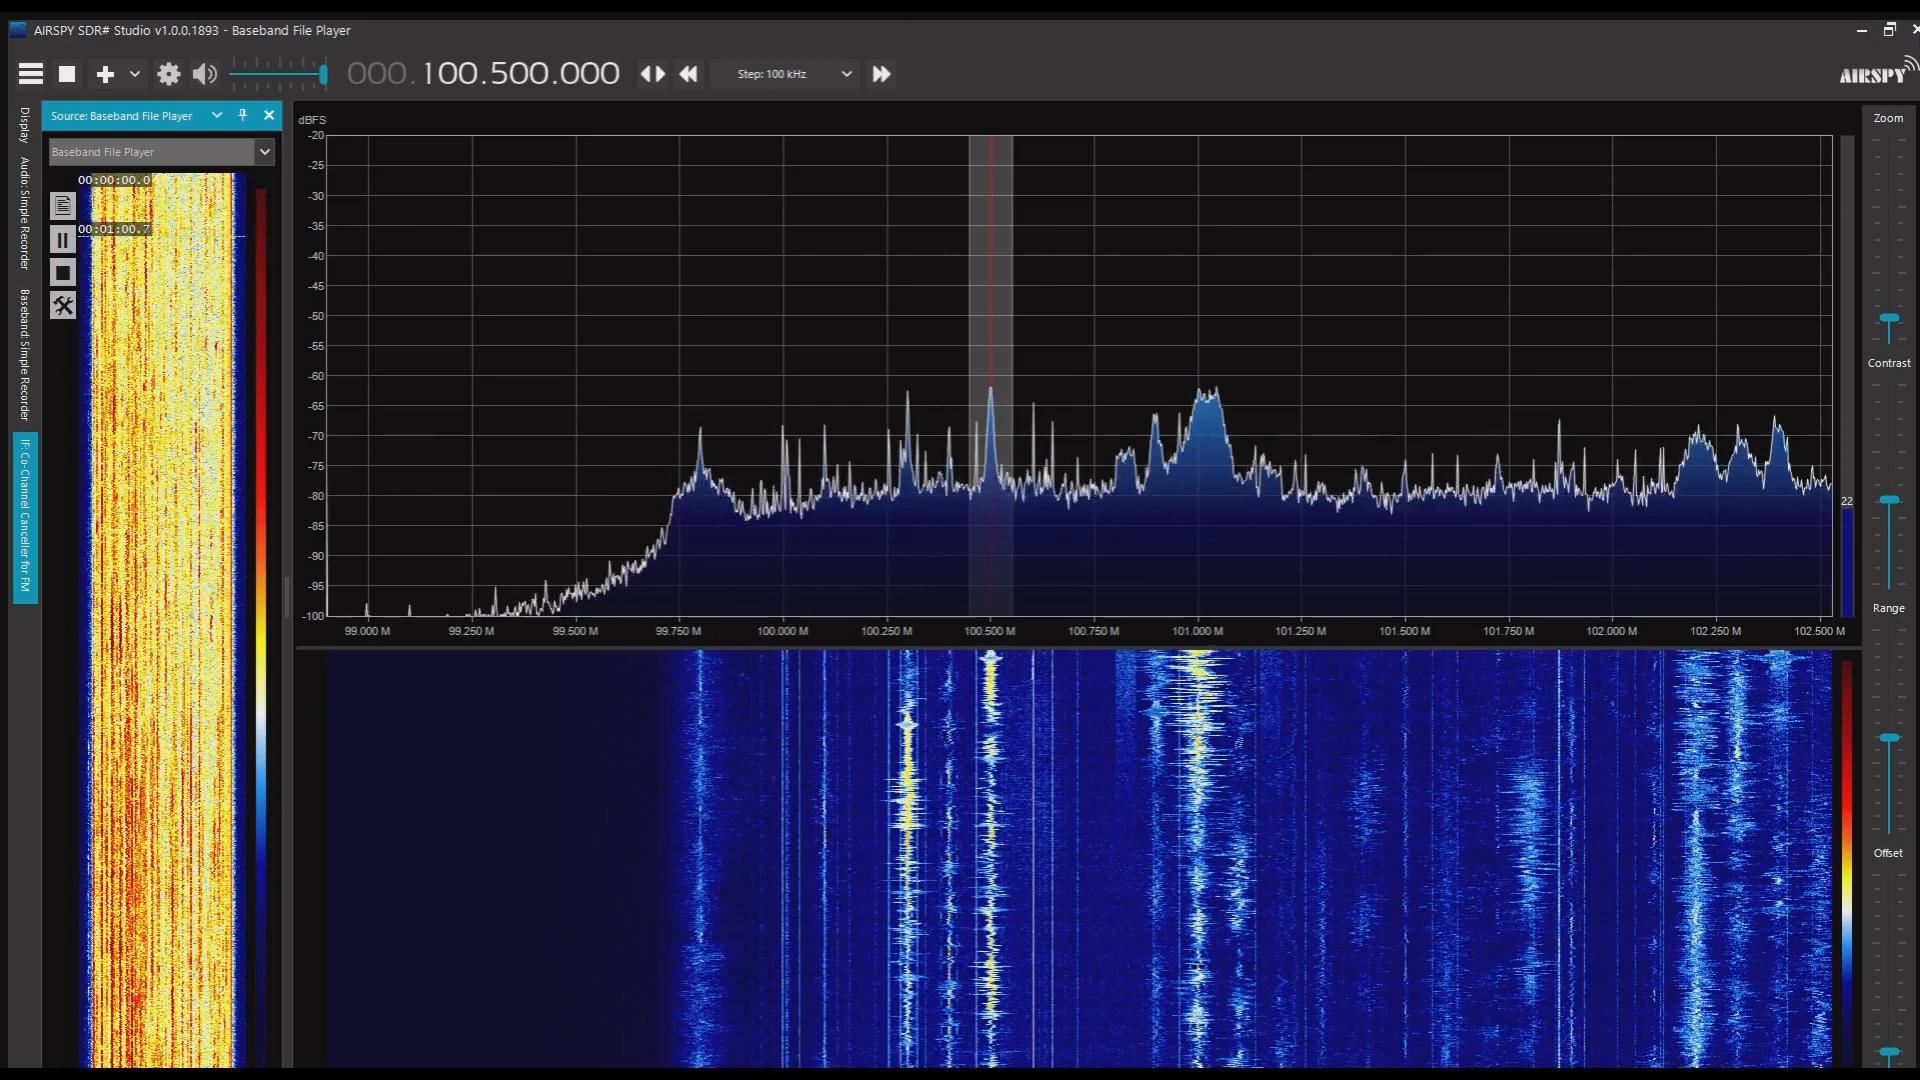 AIRSPY SDR# Studio v1.0.0.1893 - Baseband File Player
000.100.500.000
Step: 100 kHz
AIRSPY
Source: Baseband File Player
Baseband File Player
00:00:00.0
00:01:00.7
Display
Audio: Simple Recorder
Baseband: Simple Recorder
IF Co-Channel Canceller for FM
dBFS
-20
-25
-30
-35
-40
-45
-50
-55
-60
-65
-70
-75
-80
-85
-90
-95
-100
99.000 M 99.250 M 99.500 M 99.750 M 100.000 M 100.250 M 100.500 M 100.750 M 101.000 M 101.250 M 101.500 M 101.750 M 102.000 M 102.250 M 102.500 M
22
Zoom
Contrast
Range
Offset